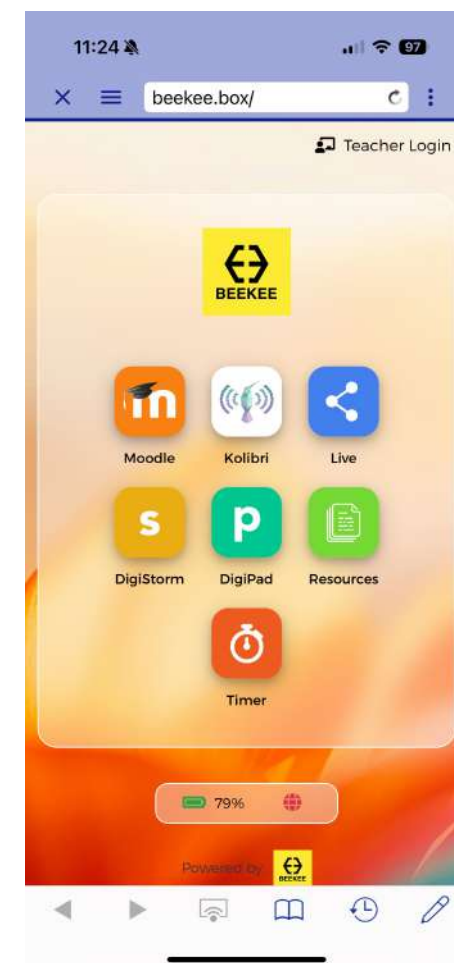 11:24
97
beekee.box/
Teacher Login
BEEKEE
m
Moodle
Kolibri
Live
s
p
DigiStorm
DigiPad
Resources
Timer
79%
Powered by
BEEKEE